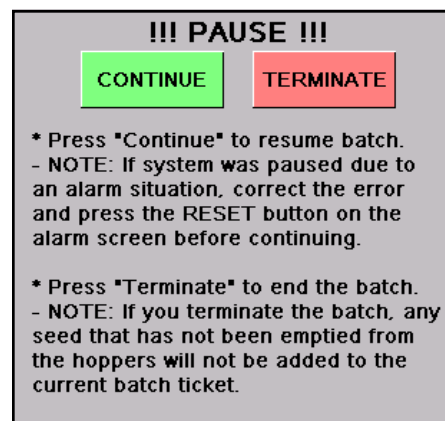 !!! PAUSE !!!
CONTINUE
TERMINATE
* Press "Continue" to resume batch.
- NOTE: If system was paused due to
an alarm situation, correct the error
and press the RESET button on the
alarm screen before continuing.
* Press "Terminate" to end the batch.
- NOTE: If you terminate the batch, any
seed that has not been emptied from
the hoppers will not be added to the
current batch ticket.